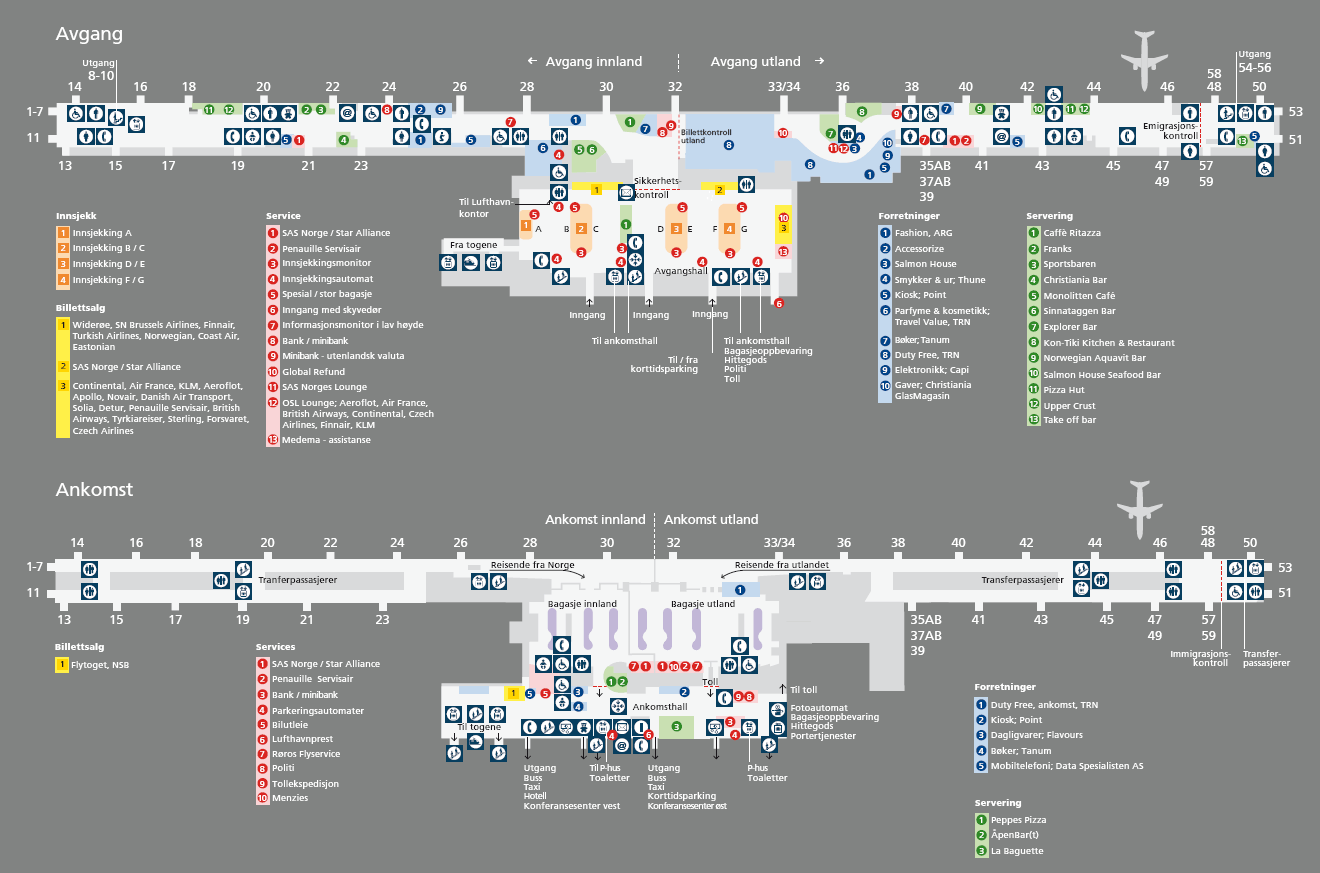 Avgang
Utgang
8-10
← Avgang innland
Avgang utland →
Utgang
54-56
14
16
18
20
22
24
26
28
30
32
33/34
36
38
40
42
44
46
58
48
50
1-7
11
53
51
Billettkontroll
utland
Emigrasjons-
kontroll
13
15
17
19
21
23
35AB
37AB
39
41
43
45
47
49
57
59
Sikkerhets-
kontroll
Til Lufthavn-
kontor
Fra togene
A
B
C
D
E
F
G
Avgangshall
Inngang
Inngang
Inngang
Til ankomsthall
Til / fra
korttidsparking
Til ankomsthall
Bagasjeoppbevaring
Hittegods
Politi
Toll
Innsjekk
1 Innsjekking A
2 Innsjekking B / C
3 Innsjekking D / E
4 Innsjekking F / G
Billettsalg
1 Widerøe, SN Brussels Airlines, Finnair,
Turkish Airlines, Norwegian, Coast Air,
Eastonian
2 SAS Norge / Star Alliance
3 Continental, Air France, KLM, Aeroflot,
Apollo, Novair, Danish Air Transport,
Solia, Detur, Penauille Servisair, British
Airways, Tyrkiareiser, Sterling, Forsvaret,
Czech Airlines
Service
1 SAS Norge / Star Alliance
2 Penauille Servisair
3 Innsjekkingsmonitor
4 Innsjekkingsautomat
5 Spesial / stor bagasje
6 Inngang med skyvedør
7 Informasjonsmonitor i lav høyde
8 Bank / minibank
9 Minibank - utenlandsk valuta
10 Global Refund
11 SAS Norges Lounge
12 OSL Lounge; Aeroflot, Air France,
British Airways, Continental, Czech
Airlines, Finnair, KLM
13 Medema - assistanse
Forretninger
1 Fashion, ARG
2 Accessorize
3 Salmon House
4 Smykker & ur; Thune
5 Kiosk; Point
6 Parfyme & kosmetikk;
Travel Value, TRN
7 Bøker; Tanum
8 Duty Free, TRN
9 Elektronikk; Capi
10 Gaver; Christiania
GlasMagasin
Servering
1 Caffè Ritazza
2 Franks
3 Sportsbaren
4 Christiania Bar
5 Monolitten Café
6 Sinnataggen Bar
7 Explorer Bar
8 Kon-Tiki Kitchen & Restaurant
9 Norwegian Aquavit Bar
10 Salmon House Seafood Bar
11 Pizza Hut
12 Upper Crust
13 Take off bar
Ankomst
Ankomst innland
Ankomst utland
14
16
18
20
22
24
26
28
30
32
33/34
36
38
40
42
44
46
58
48
50
1-7
11
53
51
Reisende fra Norge
Reisende fra utlandet
Tranferpassasjerer
Transferpassasjerer
Bagasje innland
Bagasje utland
13
15
17
19
21
23
35AB
37AB
39
41
43
45
47
49
57
59
Immigrasjons-
kontroll
Transfer-
passasjerer
Toll
Ankomsthall
Til togene
Til toll
Fotoautomat
Bagasjeoppbevaring
Hittegods
Portertjenester
Utgang
Buss
Taxi
Hotell
Konferansesenter vest
Til P-hus
Toaletter
Utgang
Buss
Taxi
Korttidsparking
Konferansesenter øst
P-hus
Toaletter
Billettsalg
1 Flytoget, NSB
Services
1 SAS Norge / Star Alliance
2 Penauille Servisair
3 Bank / minibank
4 Parkeringsautomater
5 Bilutleie
6 Lufthavnprest
7 Røros Flyservice
8 Politi
9 Tollekspedisjon
10 Menzies
Forretninger
1 Duty Free, ankomst, TRN
2 Kiosk; Point
3 Dagligvarer; Flavours
4 Bøker; Tanum
5 Mobiltelefoni; Data Spesialisten AS
Servering
1 Peppes Pizza
2 ÅpenBar(t)
3 La Baguette